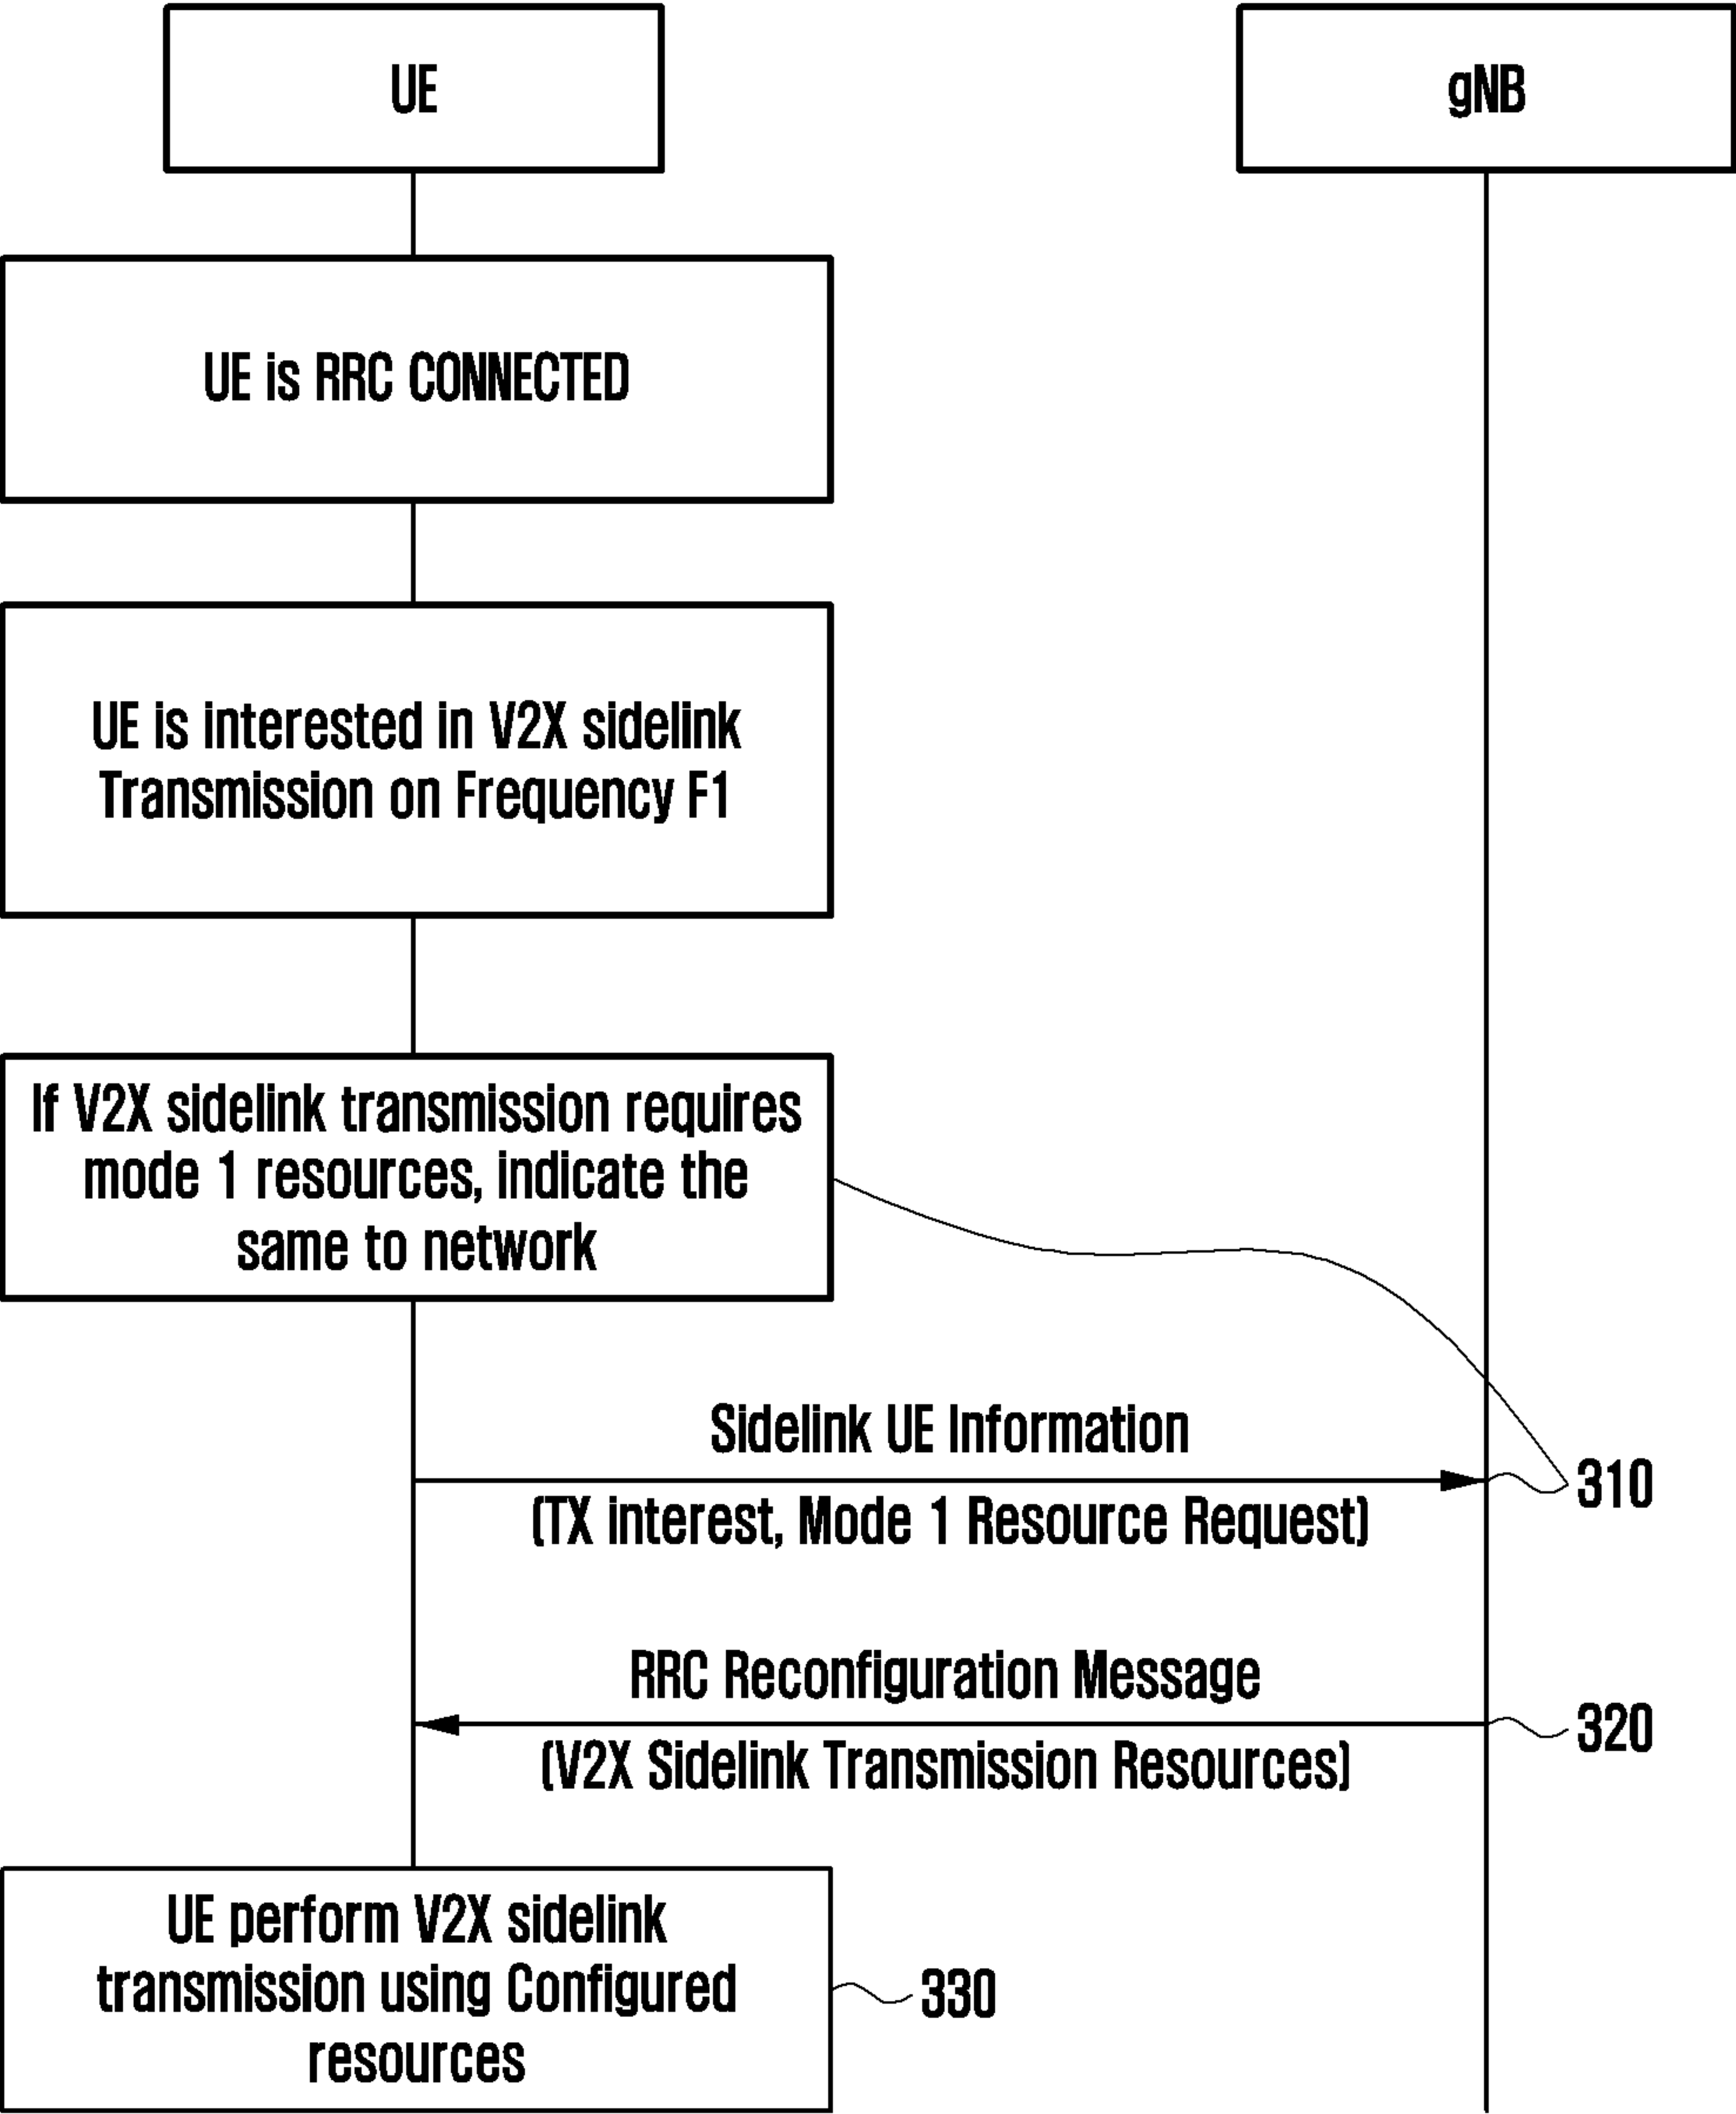 UE
gNB
UE is RRC CONNECTED
UE is interested in V2X sidelink
Transmission on Frequency F1
If V2X sidelink transmission requires
mode 1 resources, indicate the
same to network
Sidelink UE Information
(TX interest, Mode 1 Resource Request)
310
RRC Reconfiguration Message
(V2X Sidelink Transmission Resources)
320
UE perform V2X sidelink
transmission using Configured
resources
330